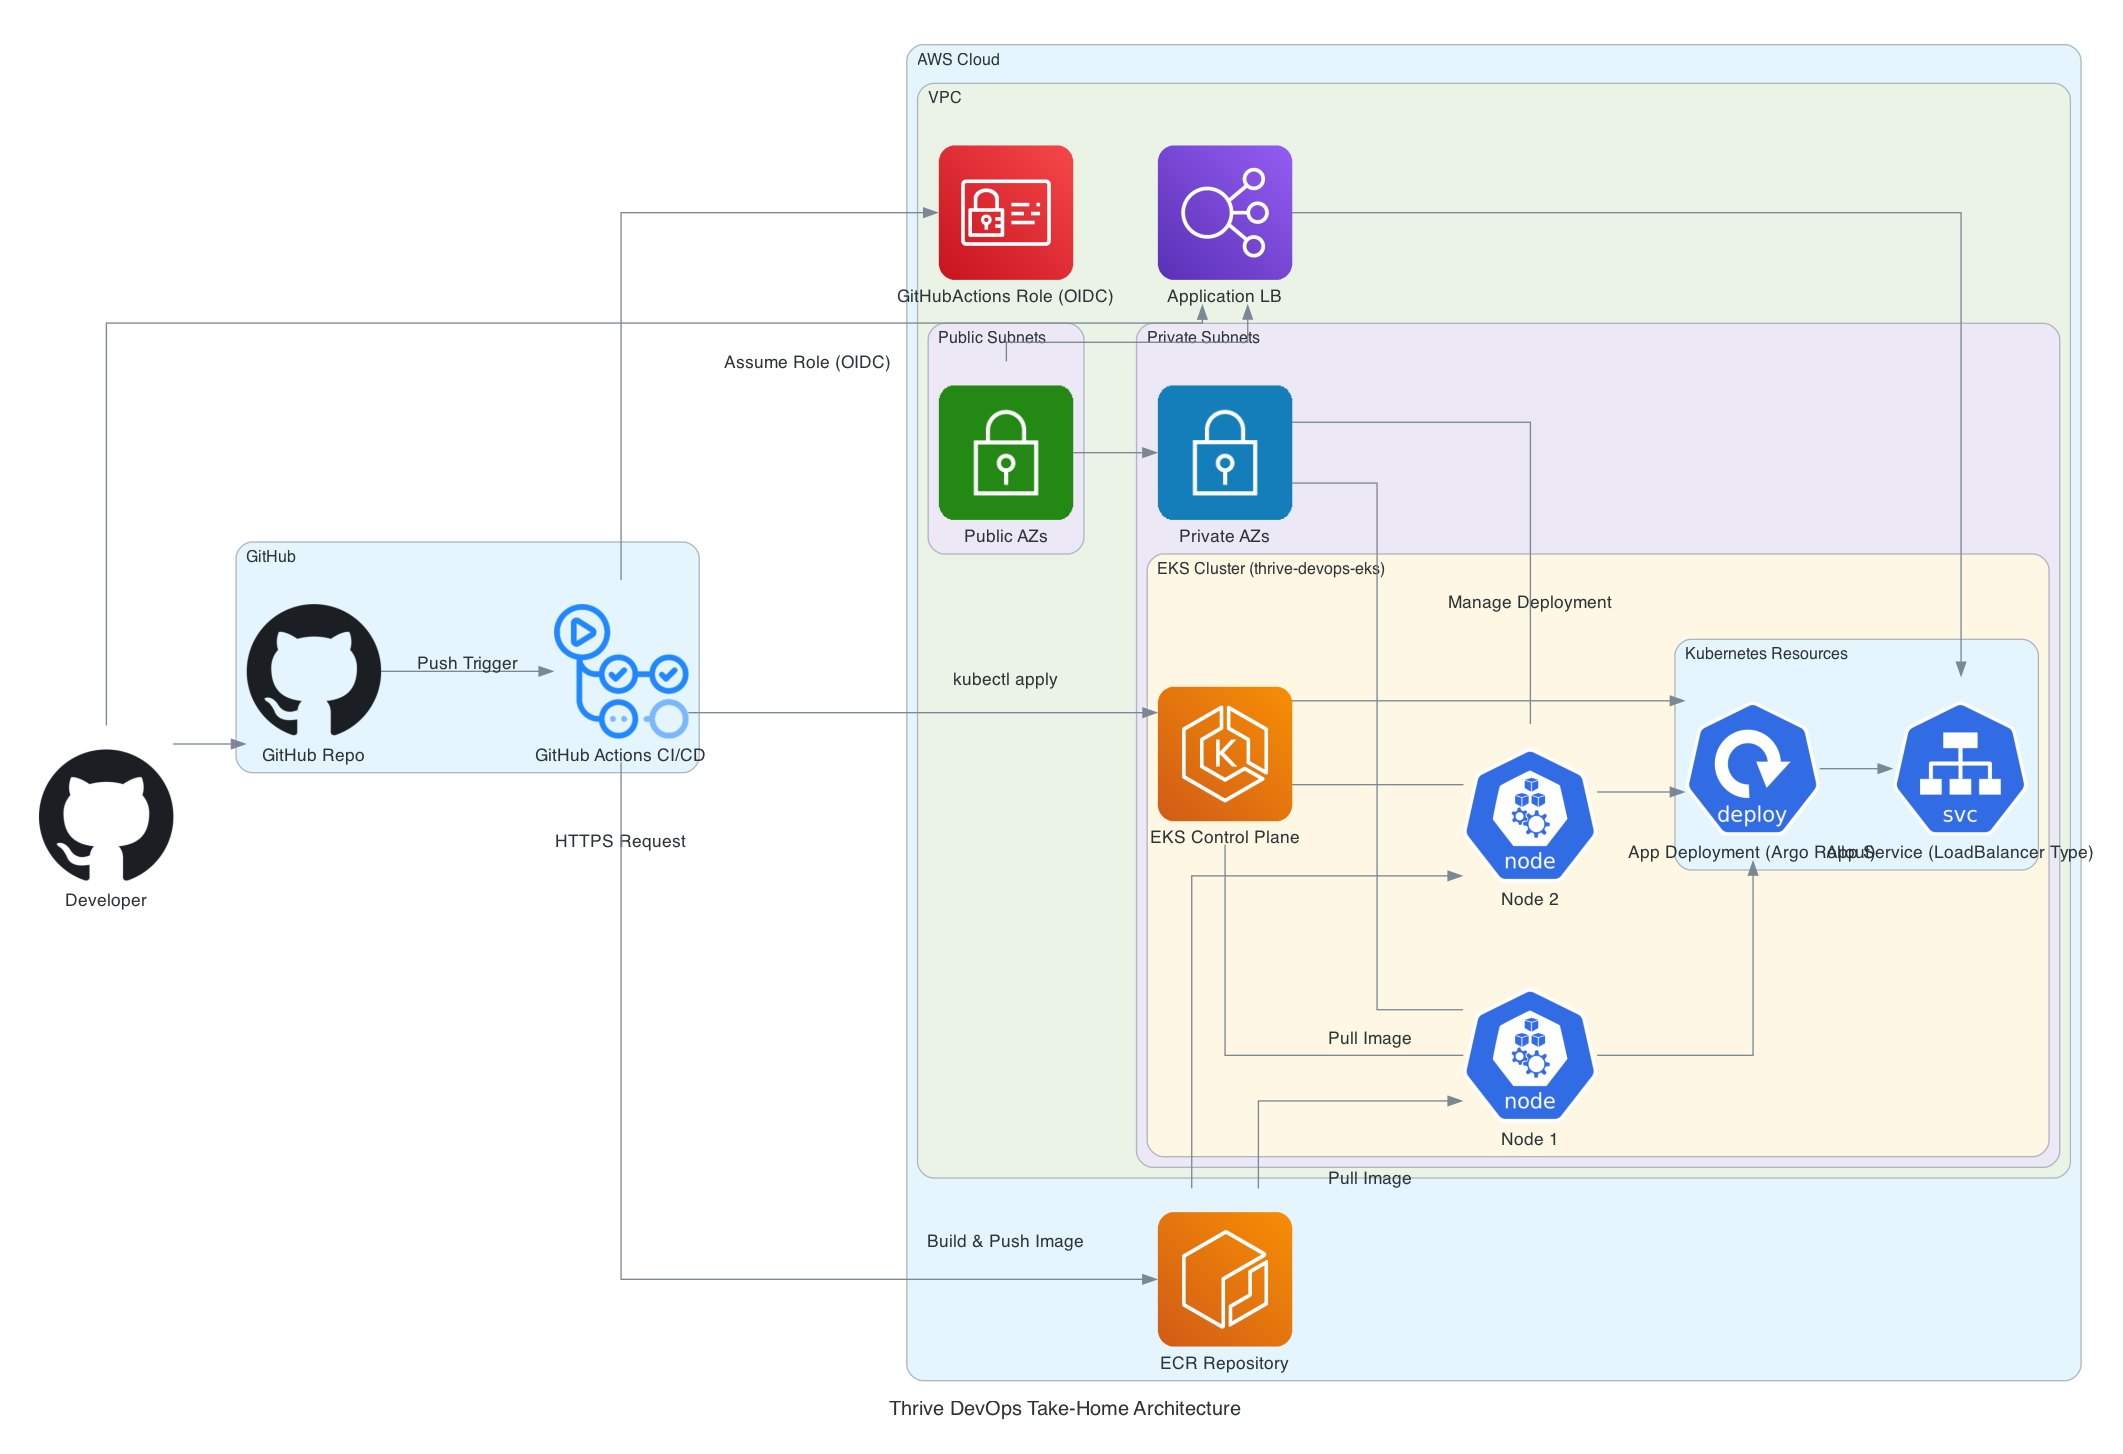 AWS Cloud
VPC
GitHubActions Role (OIDC)
Application LB
Public Subnets
Private Subnets
Assume Role (OIDC)
Public AZs
Private AZs
GitHub
EKS Cluster (thrive-devops-eks)
Manage Deployment
Kubernetes Resources
Push Trigger
kubectl apply
GitHub Repo
GitHub Actions CI/CD
deploy
svc
HTTPS Request
EKS Control Plane
node
App Deployment (Argo Rollout)
App Service (LoadBalancer Type)
Developer
Node 2
Pull Image
node
Node 1
Pull Image
Build & Push Image
ECR Repository
Thrive DevOps Take-Home Architecture